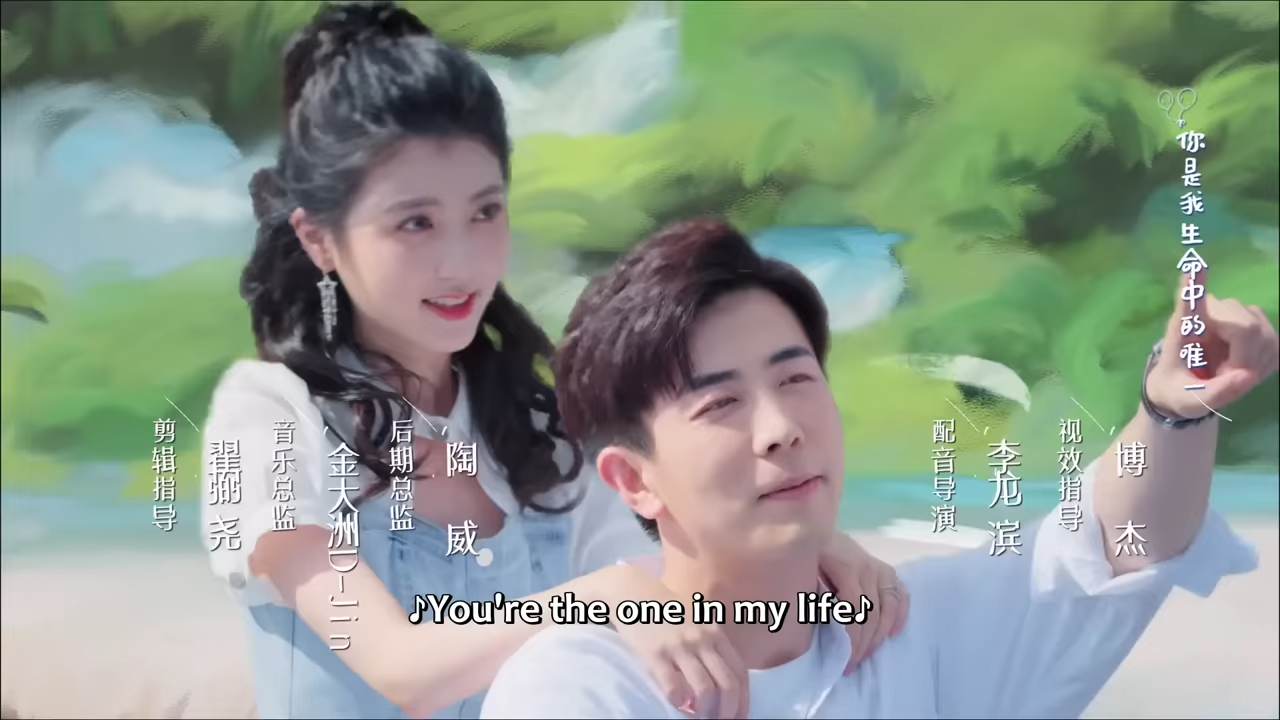 你是我生命中的唯一
剪辑指导
翟弼尧
音乐总监
金大洲D-Jin
后期总监
陶威
配音导演
李龙滨
视效指导
博杰
♪You're the one in my life♪